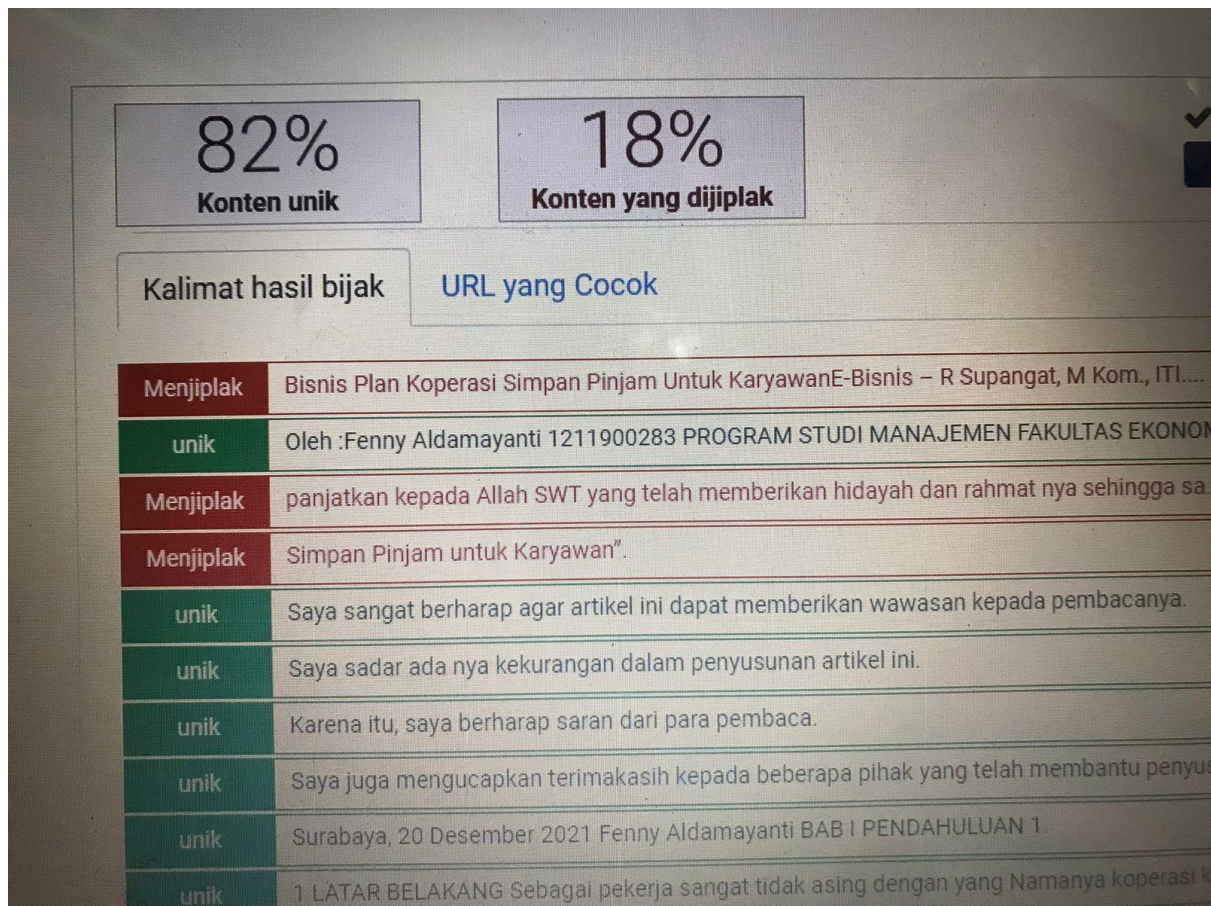 82%
Konten unik
18%
Konten yang dijiplak
Kalimat hasil bijak
URL yang Cocok
Menjiplak Bisnis Plan Koperasi Simpan Pinjam Untuk KaryawanE-Bisnis – R Supangat, M Kom., ITI....
unik Oleh :Fenny Aldamayanti 1211900283 PROGRAM STUDI MANAJEMEN FAKULTAS EKONOM
Menjiplak panjatkan kepada Allah SWT yang telah memberikan hidayah dan rahmat nya sehingga sa.
Menjiplak Simpan Pinjam untuk Karyawan”.
unik Saya sangat berharap agar artikel ini dapat memberikan wawasan kepada pembacanya.
unik Saya sadar ada nya kekurangan dalam penyusunan artikel ini.
unik Karena itu, saya berharap saran dari para pembaca.
unik Saya juga mengucapkan terimakasih kepada beberapa pihak yang telah membantu penyus
unik Surabaya, 20 Desember 2021 Fenny Aldamayanti BAB I PENDAHULUAN 1.
unik 1 LATAR BELAKANG Sebagai pekerja sangat tidak asing dengan yang Namanya koperasi